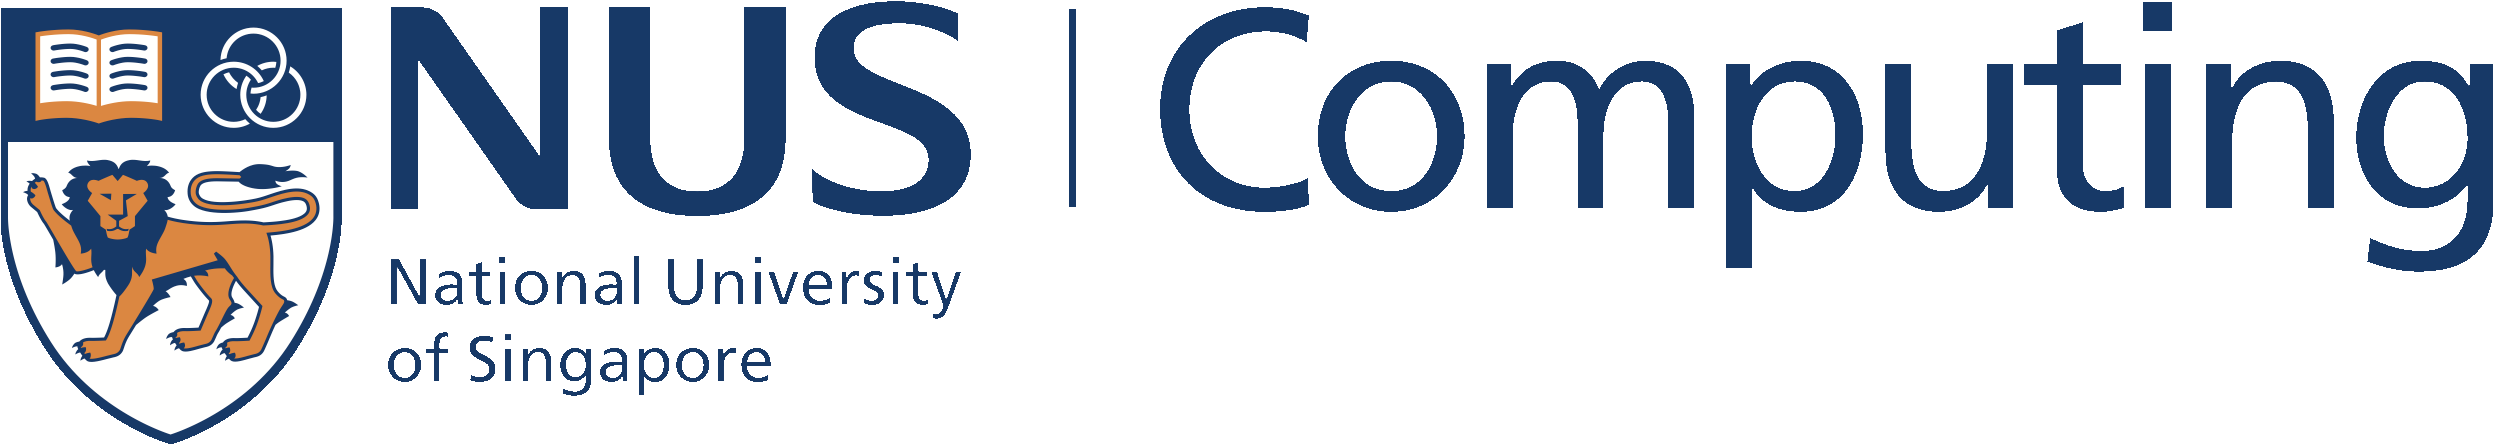 NUS | Computing
National University
of Singapore